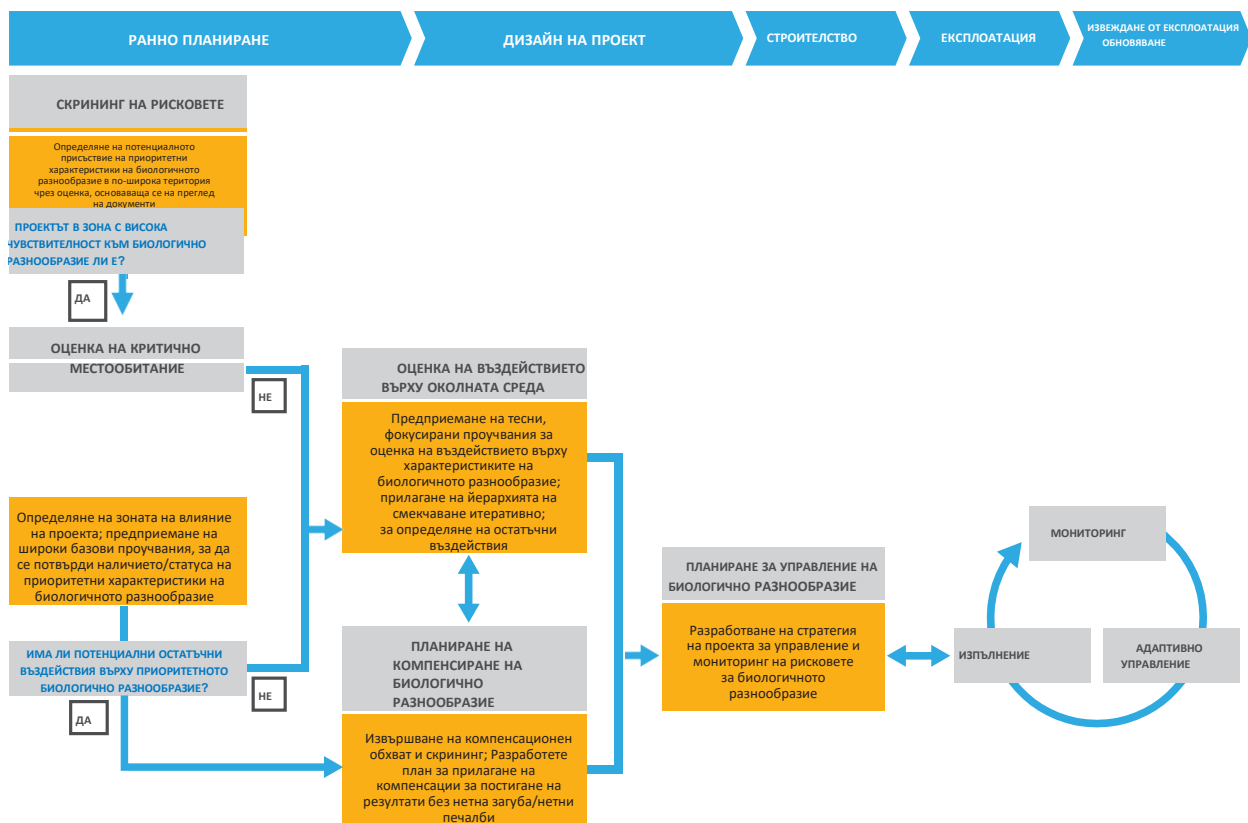 РАННО ПЛАНИРАНЕ
ДИЗАЙН НА ПРОЕКТ
СТРОИТЕЛСТВО
ЕКСПЛОАТАЦИЯ
ИЗВЕЖДАНЕ ОТ ЕКСПЛОАТАЦИЯ
ОБНОВЯВАНЕ
СКРИНИНГ НА РИСКОВЕТЕ
Определяне на потенциалното
присъствие на приоритетни
характеристики на биологичното
разнообразие в по-широка територия
чрез оценка, основаваща се на преглед
на документи
ПРОЕКТЪТ В ЗОНА С ВИСОКА
ЧУВСТВИТЕЛНОСТ КЪМ БИОЛОГИЧНО
РАЗНООБРАЗИЕ ЛИ Е?
ДА
ОЦЕНКА НА КРИТИЧНО
МЕСТООБИТАНИЕ
НЕ
Определяне на зоната на влияние
на проекта; предприемане на
широки базови проучвания, за да
се потвърди наличието/статуса на
приоритетни характеристики на
биологичното разнообразие
ИМА ЛИ ПОТЕНЦИАЛНИ ОСТАТЪЧНИ
ВЪЗДЕЙСТВИЯ ВЪРХУ ПРИОРИТЕТНОТО
БИОЛОГИЧНО РАЗНООБРАЗИЕ?
НЕ
ДА
ОЦЕНКА НА ВЪЗДЕЙСТВИЕТО
ВЪРХУ ОКОЛНАТА СРЕДА
Предприемане на тесни,
фокусирани проучвания за
оценка на въздействието върху
характеристиките на
биологичното разнообразие;
прилагане на йерархията на
смекчаване итеративно;
за определяне на остатъчни
въздействия
ПЛАНИРАНЕ НА
КОМПЕНСИРАНЕ НА
БИОЛОГИЧНО
РАЗНООБРАЗИЕ
Извършване на компенсационен
обхват и скрининг; Разработете
план за прилагане на
компенсации за постигане на
резултати без нетна загуба/нетни
печалби
ПЛАНИРАНЕ ЗА УПРАВЛЕНИЕ НА
БИОЛОГИЧНО РАЗНООБРАЗИЕ
Разработване на стратегия
на проекта за управление и
мониторинг на рисковете
за биологичното
разнообразие
МОНИТОРИНГ
ИЗПЪЛНЕНИЕ
АДАПТИВНО
УПРАВЛЕНИЕ